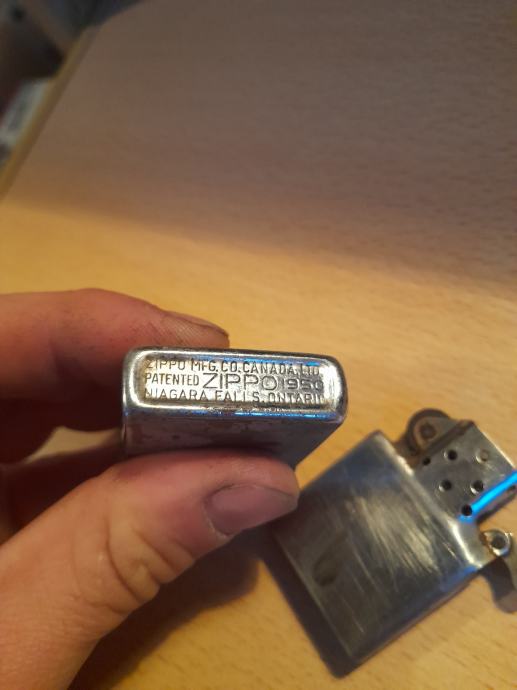 ZIPPO MFG. CO. CANADA, LTD.
PATENTED ZIPPO 1950
NIAGARA FALLS, ONTARIO